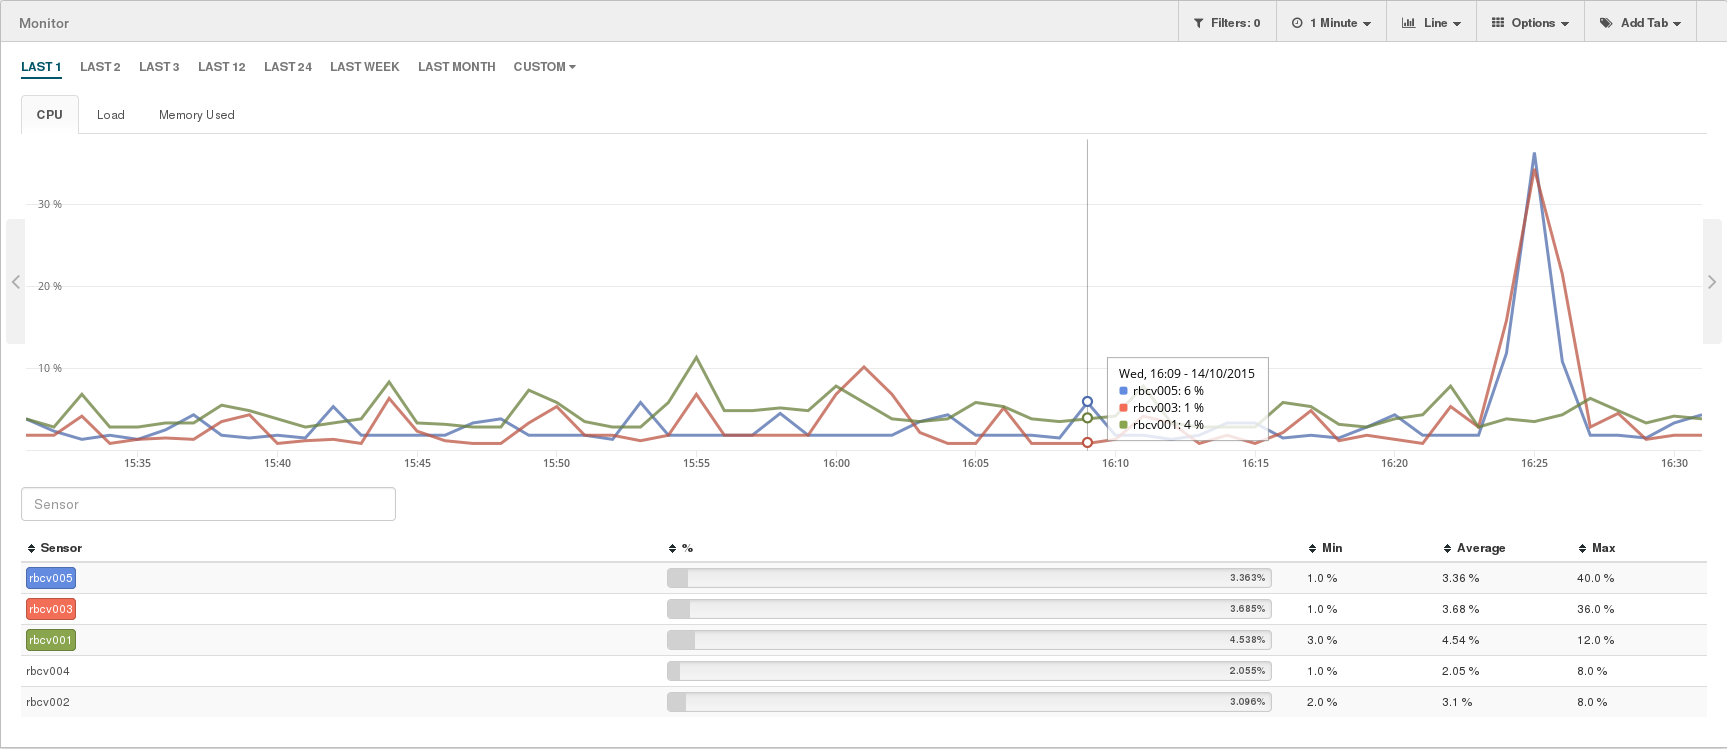 Monitor Filters: 0 1 Minute Line Options Add Tab
LAST 1 LAST 2 LAST 3 LAST 12 LAST 24 LAST WEEK LAST MONTH CUSTOM
CPU Load Memory Used
30 %
20 %
10 %
Wed, 16:09 - 14/10/2015
rbcv005: 6 %
rbcv003: 1 %
rbcv001: 4 %
15:35 15:40 15:45 15:50 15:55 16:00 16:05 16:10 16:15 16:20 16:25 16:30
Sensor
Sensor % Min Average Max
rbcv005 3.363% 1.0 % 3.36 % 40.0 %
rbcv003 3.685% 1.0 % 3.68 % 36.0 %
rbcv001 4.538% 3.0 % 4.54 % 12.0 %
rbcv004 2.055% 1.0 % 2.05 % 8.0 %
rbcv002 3.096% 2.0 % 3.1 % 8.0 %